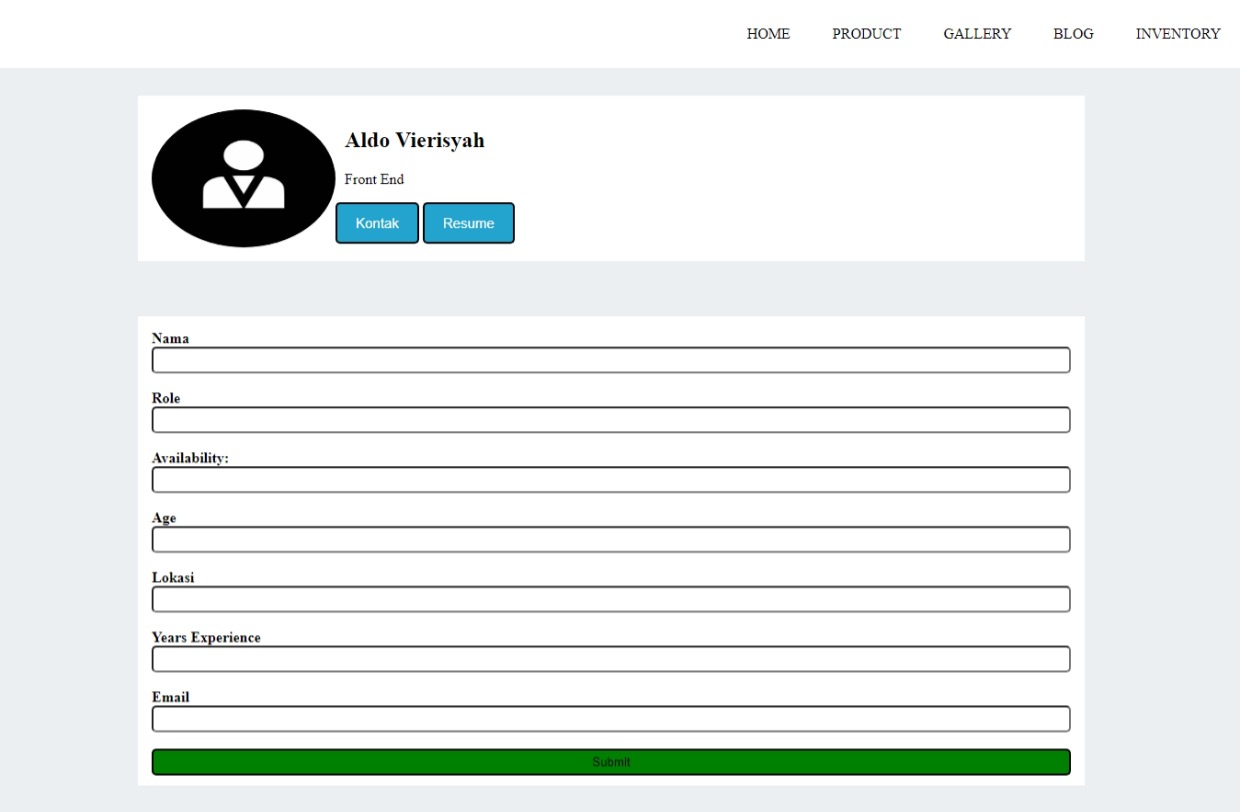 HOME PRODUCT GALLERY BLOG INVENTORY
Aldo Vierisyah
Front End
Kontak Resume
Nama
Role
Availability:
Age
Lokasi
Years Experience
Email
Submit